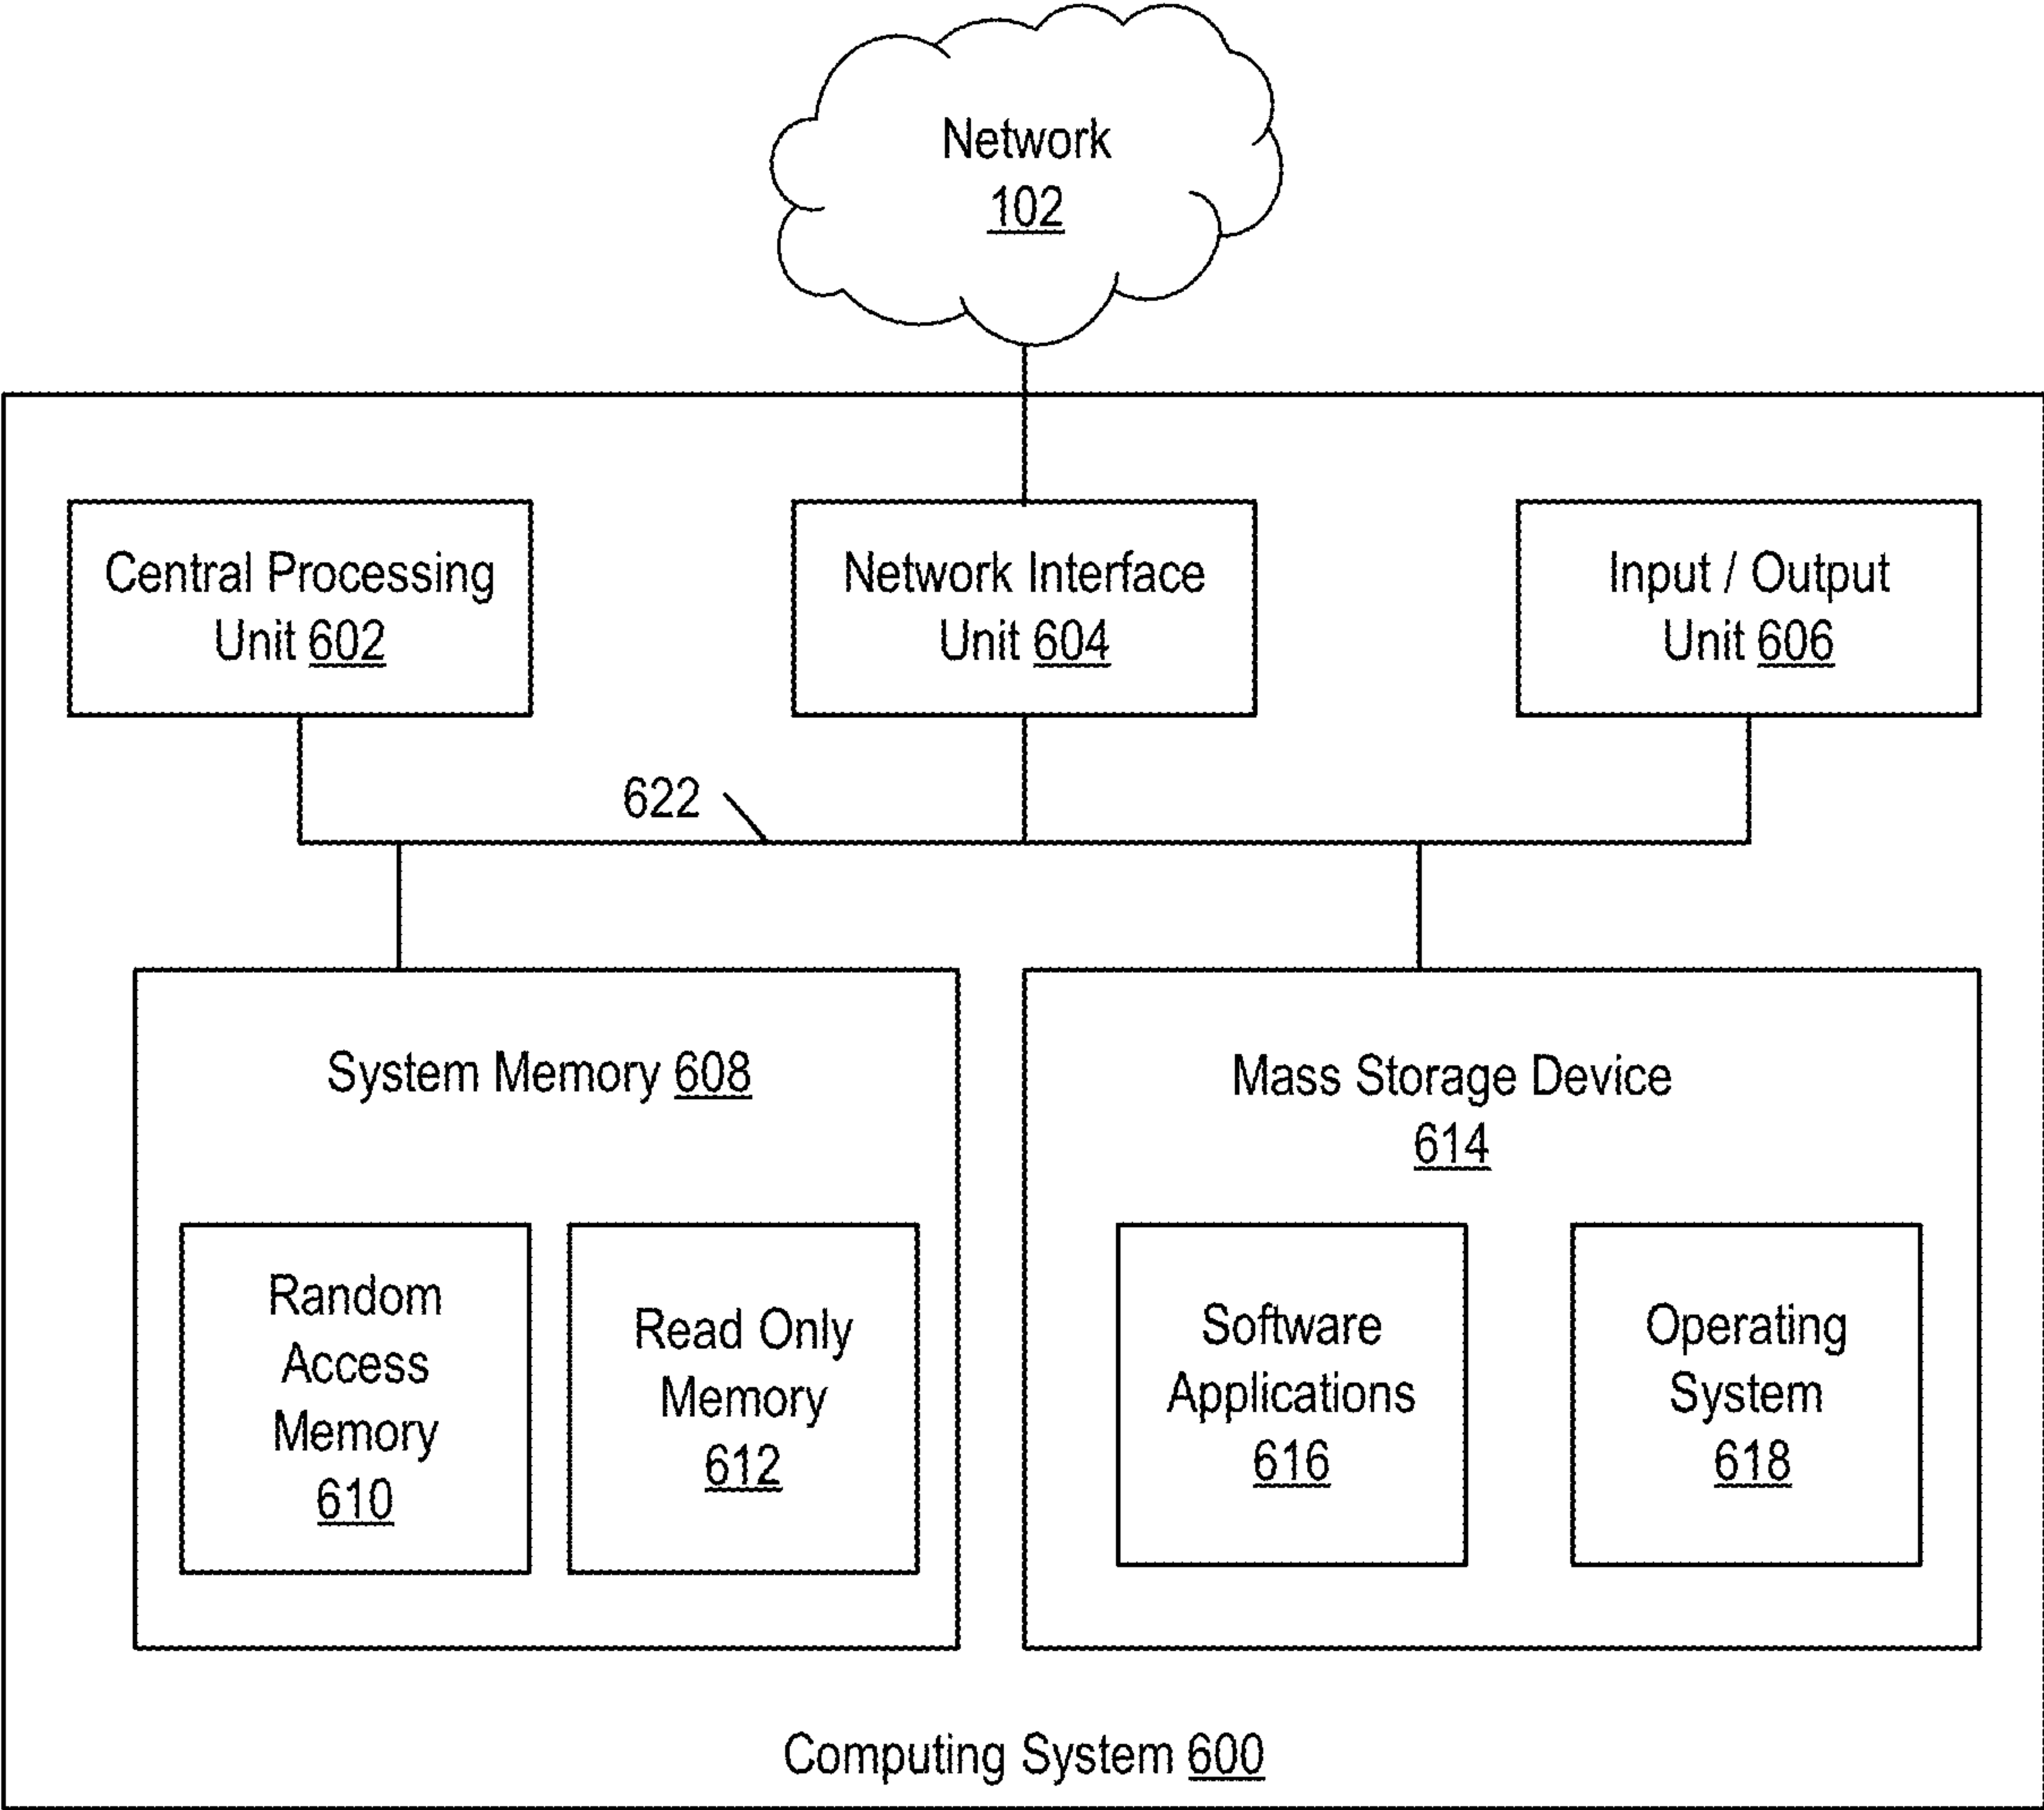 Network
102
Central Processing
Unit 602
Network Interface
Unit 604
Input / Output
Unit 606
622
System Memory 608
Random
Access
Memory
610
Read Only
Memory
612
Mass Storage Device
614
Software
Applications
616
Operating
System
618
Computing System 600